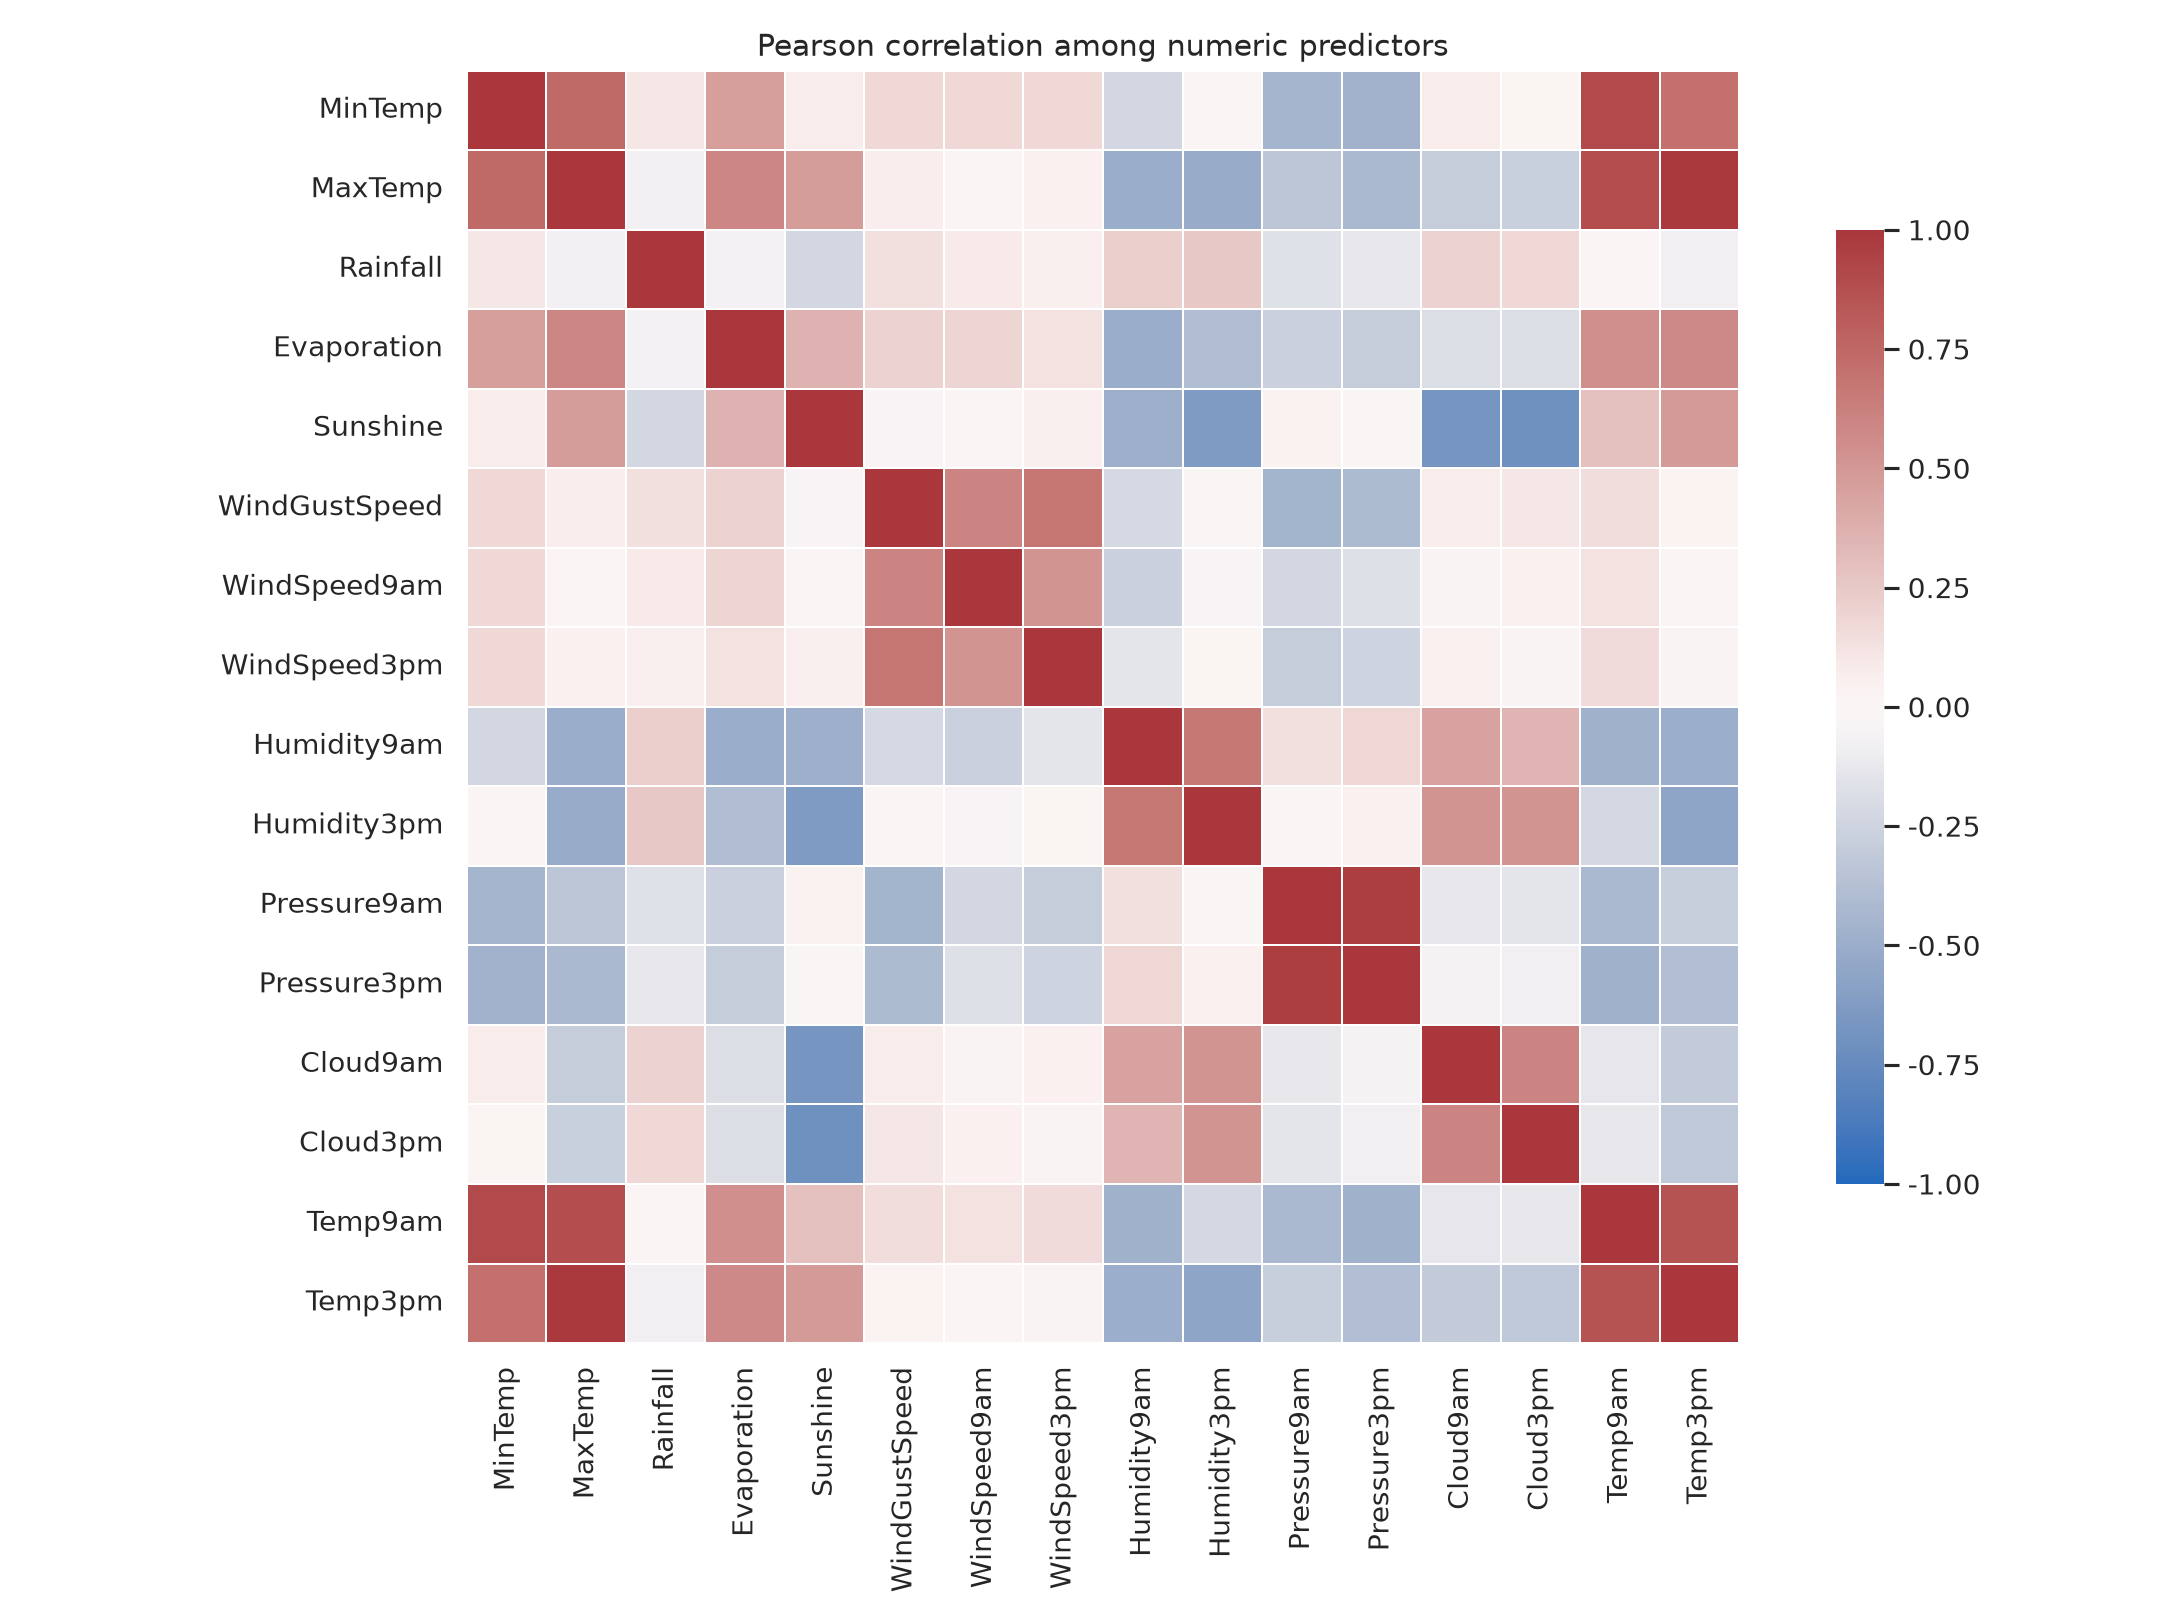 Pearson correlation among numeric predictors
MinTemp
MaxTemp
Rainfall
Evaporation
Sunshine
WindGustSpeed
WindSpeed9am
WindSpeed3pm
Humidity9am
Humidity3pm
Pressure9am
Pressure3pm
Cloud9am
Cloud3pm
Temp9am
Temp3pm
MinTemp
MaxTemp
Rainfall
Evaporation
Sunshine
WindGustSpeed
WindSpeed9am
WindSpeed3pm
Humidity9am
Humidity3pm
Pressure9am
Pressure3pm
Cloud9am
Cloud3pm
Temp9am
Temp3pm
1.00
0.75
0.50
0.25
0.00
-0.25
-0.50
-0.75
-1.00